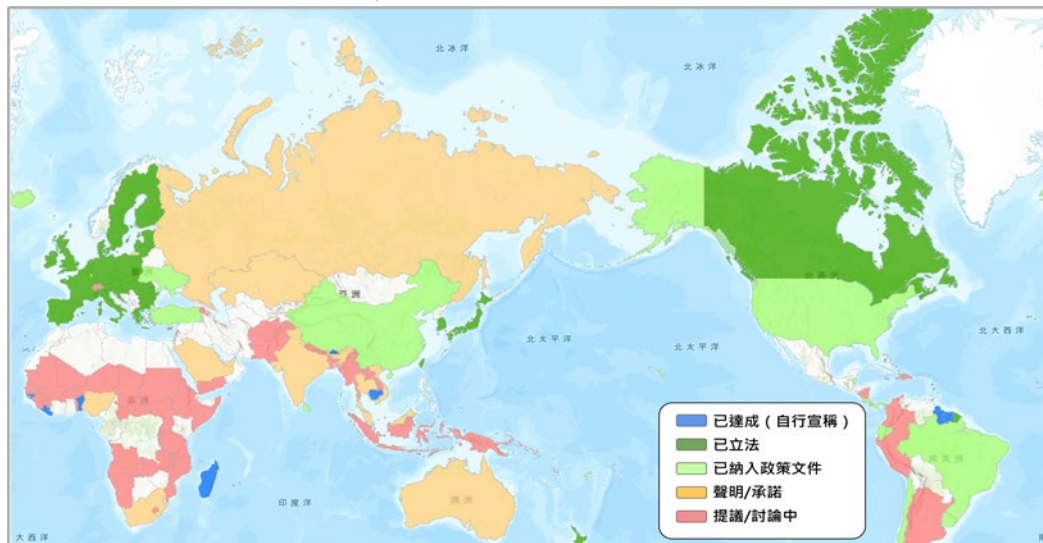 北冰洋
北冰洋
歐洲
亞洲
北美洲
北太平洋
北太平洋
北大西洋
非洲
南美洲
印度洋
澳洲
大西洋
南
已達成（自行宣稱）
已立法
已納入政策文件
聲明/承諾
提議/討論中